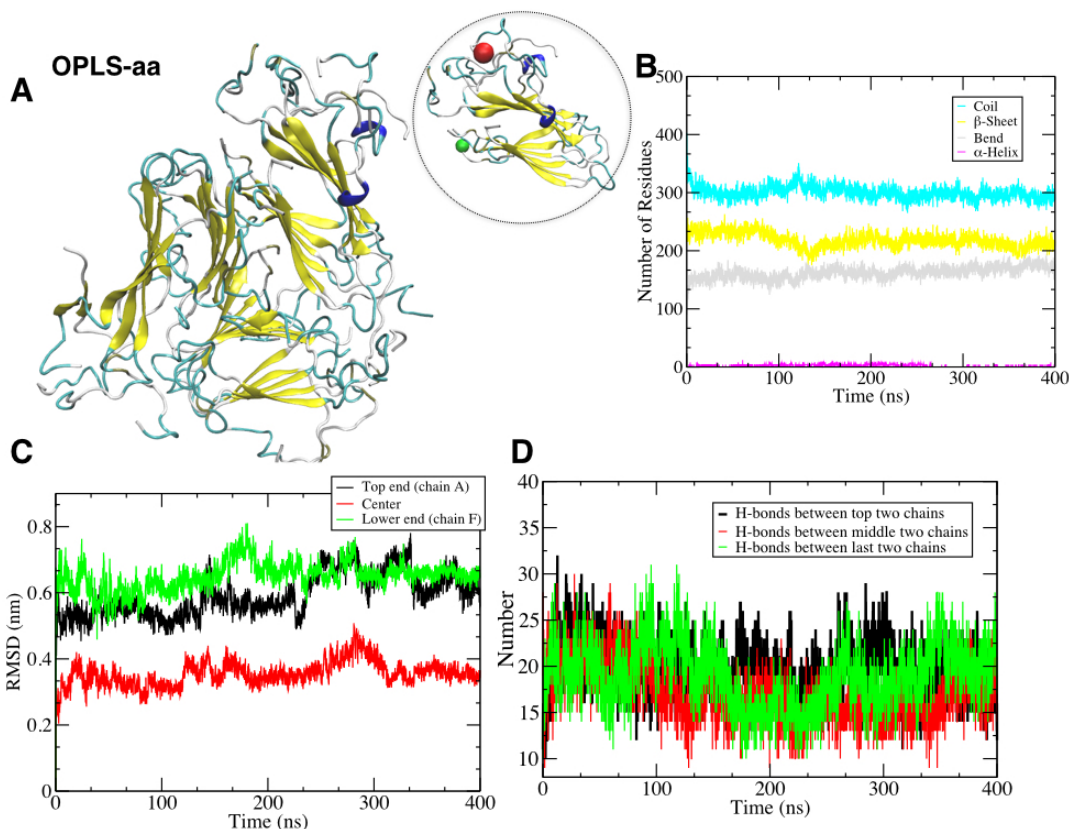 OPLS-aa
A
B
500
400
300
200
100
0
Number of Residues
Coil
β-Sheet
Bend
α-Helix
0
100
200
300
400
Time (ns)
C
0.8
0.6
0.4
0.2
0
RMSD (nm)
Top end (chain A)
Center
Lower end (chain F)
0
100
200
300
400
Time (ns)
D
40
35
30
25
20
15
10
Number
H-bonds between top two chains
H-bonds between middle two chains
H-bonds between last two chains
0
100
200
300
400
Time (ns)